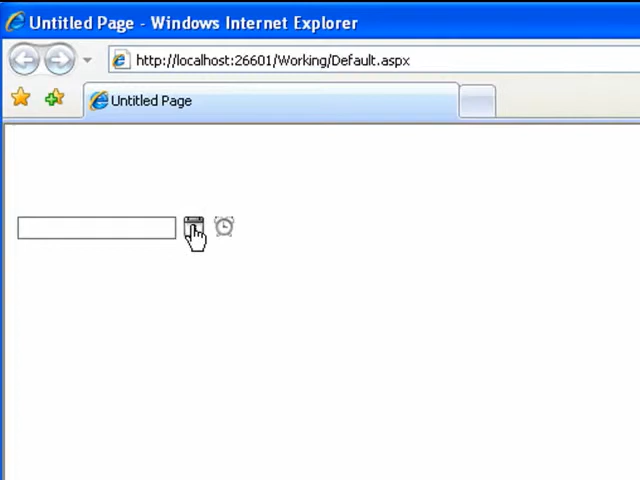 Untitled Page - Windows Internet Explorer
http://localhost:26601/Working/Default.aspx
Untitled Page